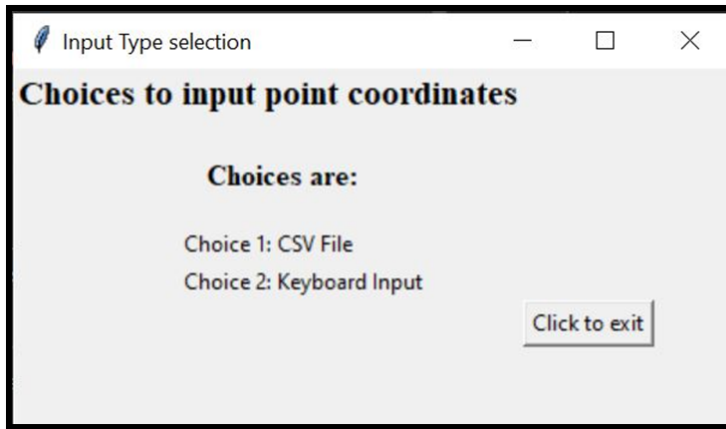 Input Type selection
Choices to input point coordinates
Choices are:
Choice 1: CSV File
Choice 2: Keyboard Input
Click to exit